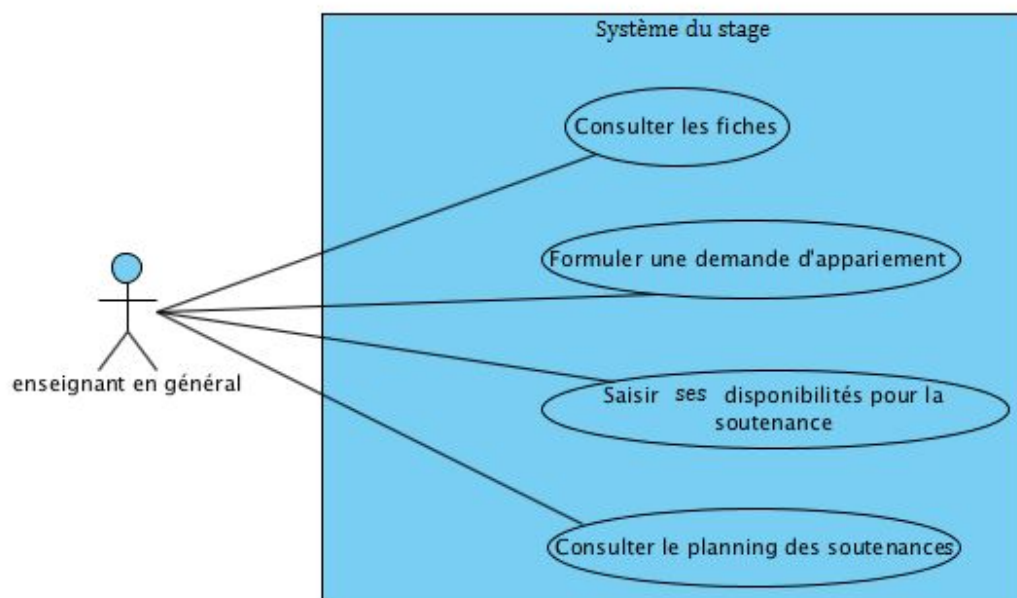 Système du stage
Consulter les fiches
Formuler une demande d'appariement
enseignant en général
Saisir ses disponibilités pour la
soutenance
Consulter le planning des soutenances